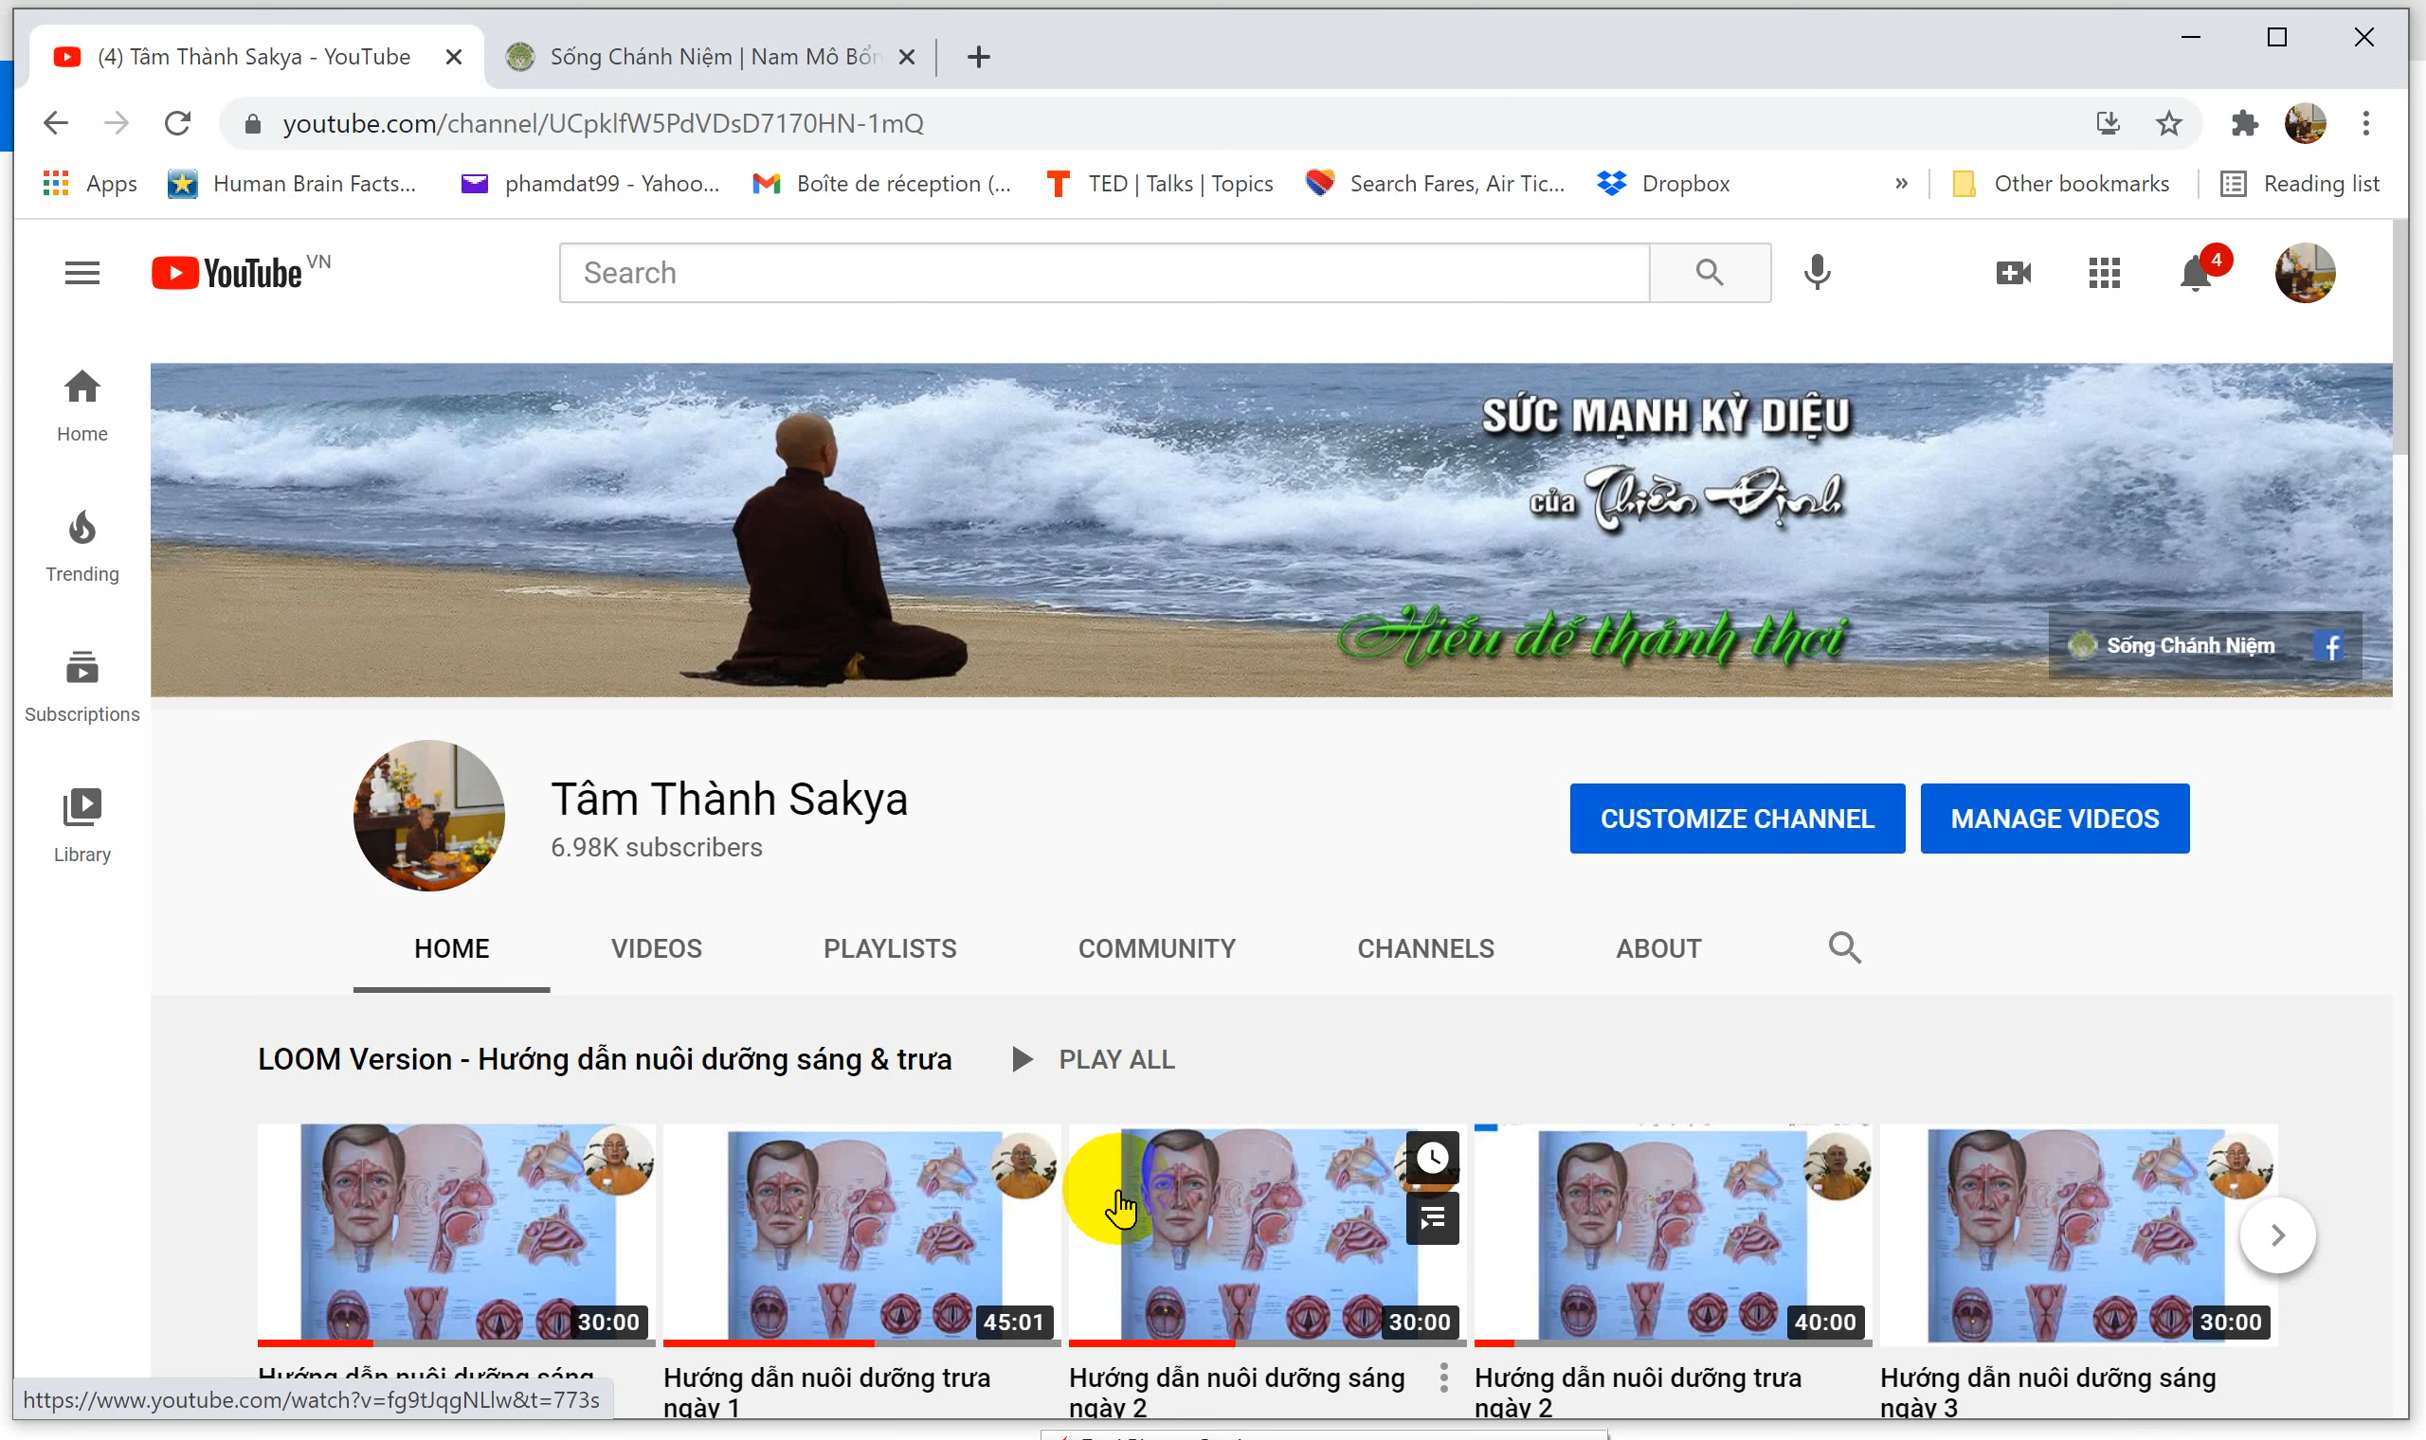 (4) Tâm Thành Sakya - YouTube
Sống Chánh Niệm | Nam Mô Bổn
youtube.com/channel/UCpklfW5PdVDsD7170HN-1mQ
Apps
Human Brain Facts...
phamdat99 - Yahoo...
Boîte de réception (...
TED | Talks | Topics
Search Fares, Air Tic...
Dropbox
»
Other bookmarks
Reading list
YouTube VN
Search
4
Home
Trending
Subscriptions
Library
SỨC MẠNH KỲ DIỆU
của Thiền Định
Hiểu để thảnh thơi
Sống Chánh Niệm
Tâm Thành Sakya
6.98K subscribers
CUSTOMIZE CHANNEL
MANAGE VIDEOS
HOME
VIDEOS
PLAYLISTS
COMMUNITY
CHANNELS
ABOUT
LOOM Version - Hướng dẫn nuôi dưỡng sáng & trưa
PLAY ALL
30:00
45:01
30:00
40:00
30:00
Hướng dẫn nuôi dưỡng sáng
Hướng dẫn nuôi dưỡng trưa
ngày 1
Hướng dẫn nuôi dưỡng sáng
ngày 2
Hướng dẫn nuôi dưỡng trưa
ngày 2
Hướng dẫn nuôi dưỡng sáng
ngày 3
https://www.youtube.com/watch?v=fg9tJqgNLlw&t=773s